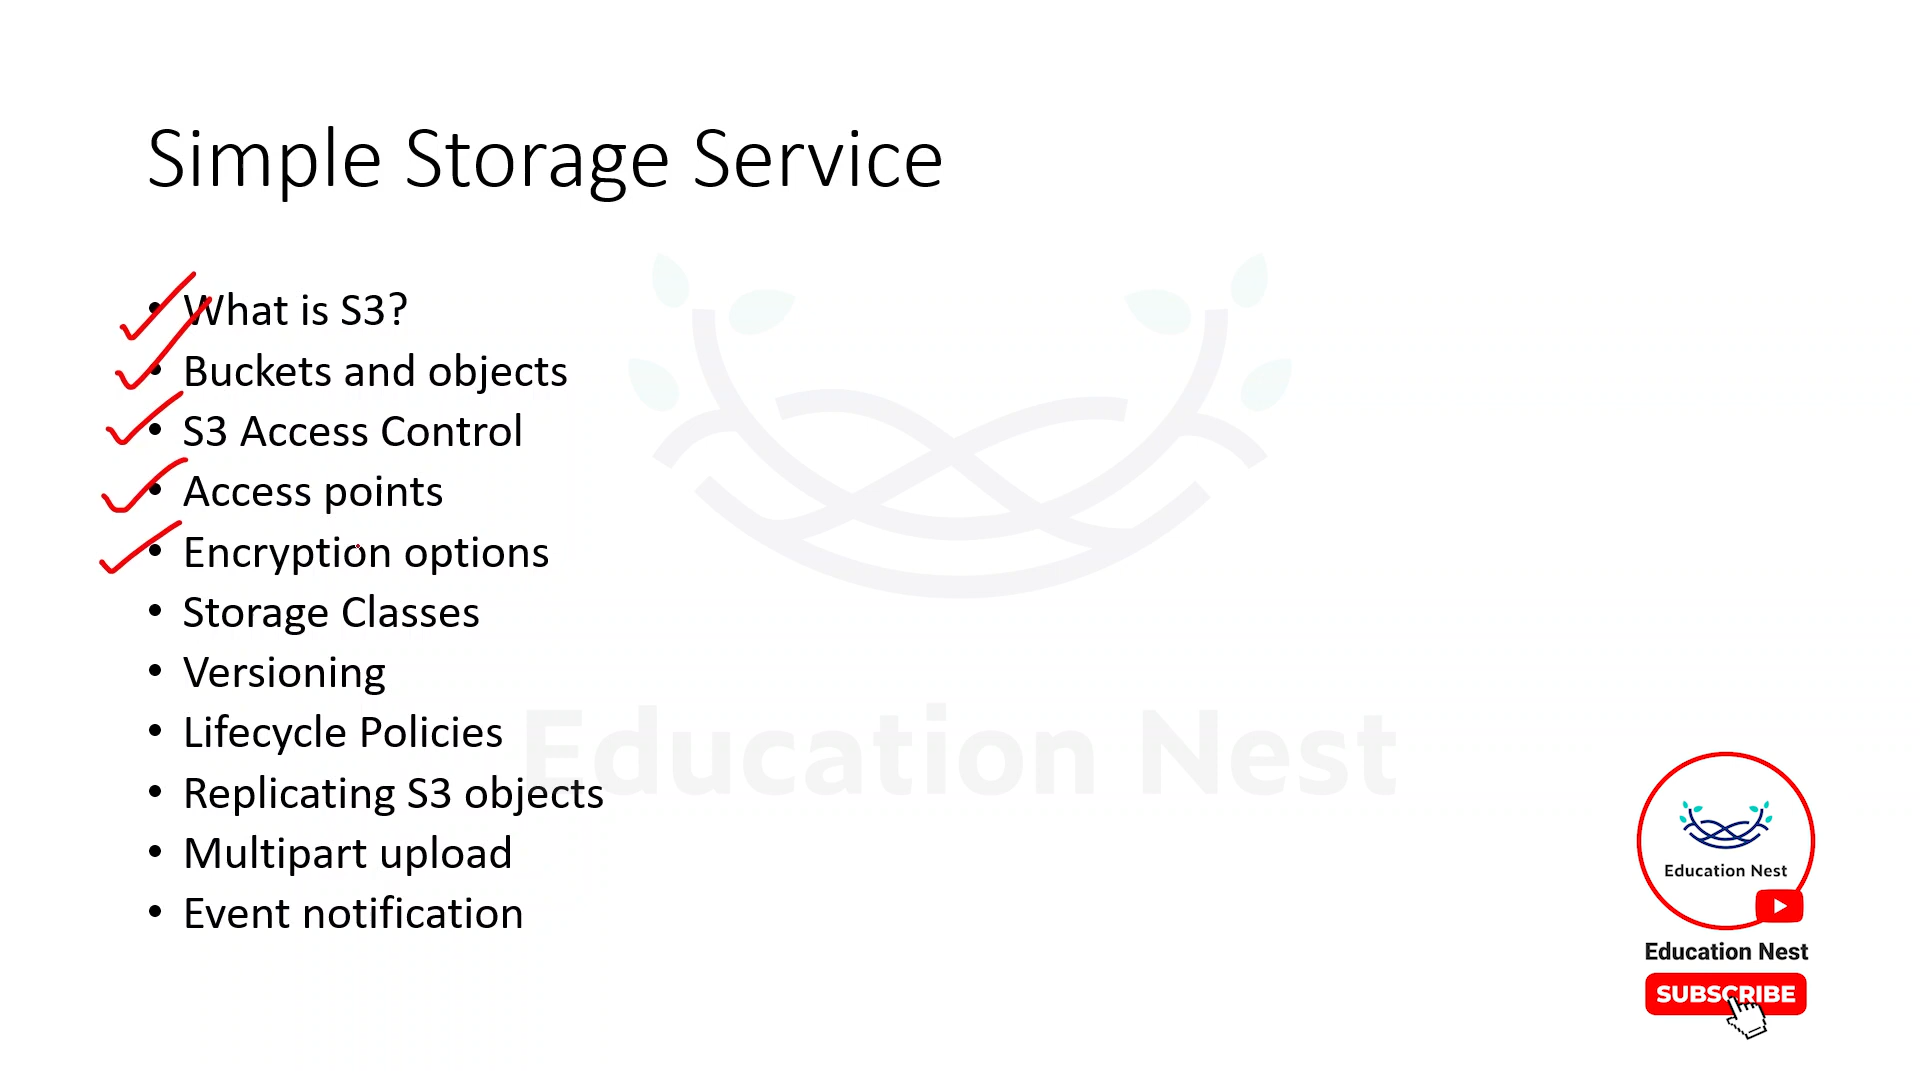 Simple Storage Service
• What is S3?
• Buckets and objects
• S3 Access Control
• Access points
• Encryption options
• Storage Classes
• Versioning
• Lifecycle Policies
• Replicating S3 objects
• Multipart upload
• Event notification
Education Nest
Education Nest
Education Nest
SUBSCRIBE